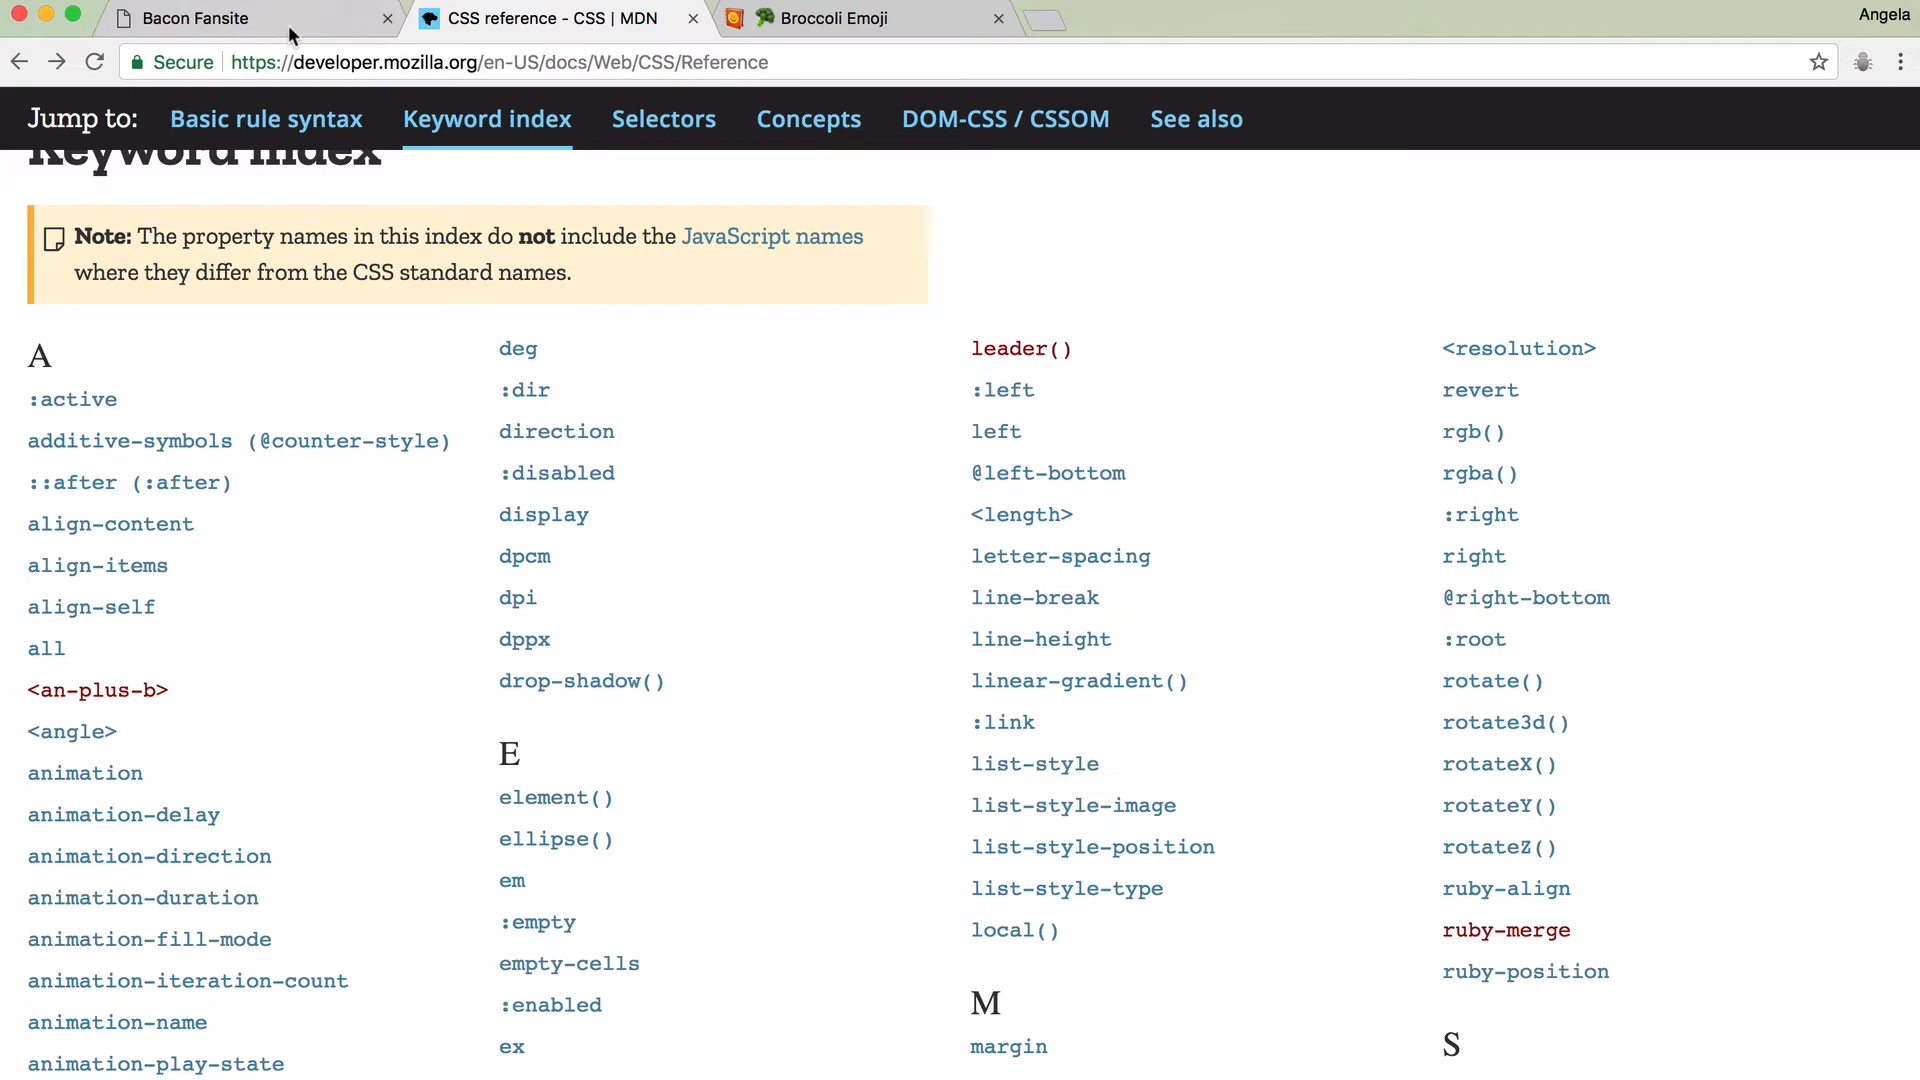 Bacon Fansite
CSS reference - CSS | MDN
🥦 Broccoli Emoji
Angela
Secure https://developer.mozilla.org/en-US/docs/Web/CSS/Reference
Jump to: Basic rule syntax Keyword index Selectors Concepts DOM-CSS / CSSOM See also
Keyword index
Note: The property names in this index do not include the JavaScript names
where they differ from the CSS standard names.
A
:active
additive-symbols (@counter-style)
::after (:after)
align-content
align-items
align-self
all
<an-plus-b>
<angle>
animation
animation-delay
animation-direction
animation-duration
animation-fill-mode
animation-iteration-count
animation-name
animation-play-state
deg
:dir
direction
:disabled
display
dpcm
dpi
dppx
drop-shadow()
E
element()
ellipse()
em
:empty
empty-cells
:enabled
ex
leader()
:left
left
@left-bottom
<length>
letter-spacing
line-break
line-height
linear-gradient()
:link
list-style
list-style-image
list-style-position
list-style-type
local()
M
margin
<resolution>
revert
rgb()
rgba()
:right
right
@right-bottom
:root
rotate()
rotate3d()
rotateX()
rotateY()
rotateZ()
ruby-align
ruby-merge
ruby-position
S